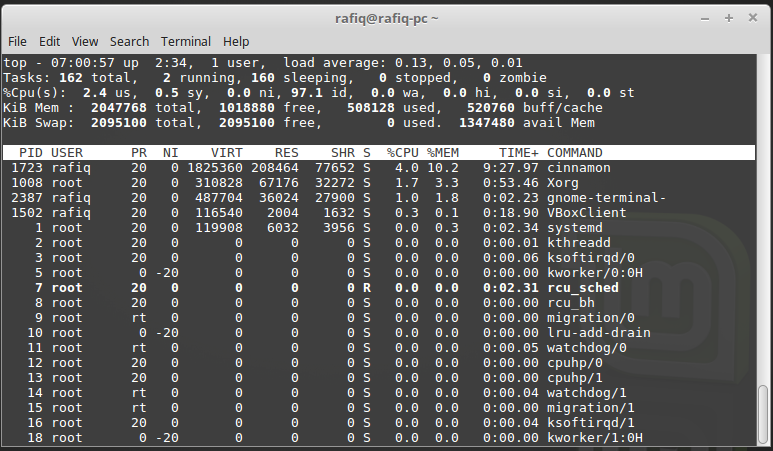 rafiq@rafiq-pc ~
File Edit View Search Terminal Help
top - 07:00:57 up  2:34,  1 user,  load average: 0.13, 0.05, 0.01
Tasks: 162 total,   2 running, 160 sleeping,   0 stopped,   0 zombie
%Cpu(s):  2.4 us,  0.5 sy,  0.0 ni, 97.1 id,  0.0 wa,  0.0 hi,  0.0 si,  0.0 st
KiB Mem :  2047768 total,  1018880 free,   508128 used,   520760 buff/cache
KiB Swap:  2095100 total,  2095100 free,        0 used.  1347480 avail Mem
PID USER      PR  NI    VIRT    RES    SHR S  %CPU %MEM     TIME+ COMMAND
1723 rafiq     20   0 1825360 208464  77652 S   4.0 10.2   9:27.97 cinnamon
1008 root      20   0  310828  67176  32272 S   1.7  3.3   0:53.46 Xorg
2387 rafiq     20   0  487704  36024  27900 S   1.0  1.8   0:02.23 gnome-terminal-
1502 rafiq     20   0  116540   2004   1632 S   0.3  0.1   0:18.90 VBoxClient
1 root      20   0  119908   6032   3956 S   0.0  0.3   0:02.34 systemd
2 root      20   0       0      0      0 S   0.0  0.0   0:00.01 kthreadd
3 root      20   0       0      0      0 S   0.0  0.0   0:00.06 ksoftirqd/0
5 root       0 -20       0      0      0 S   0.0  0.0   0:00.00 kworker/0:0H
7 root      20   0       0      0      0 R   0.0  0.0   0:02.31 rcu_sched
8 root      20   0       0      0      0 S   0.0  0.0   0:00.00 rcu_bh
9 root      rt   0       0      0      0 S   0.0  0.0   0:00.00 migration/0
10 root       0 -20       0      0      0 S   0.0  0.0   0:00.00 lru-add-drain
11 root      rt   0       0      0      0 S   0.0  0.0   0:00.05 watchdog/0
12 root      20   0       0      0      0 S   0.0  0.0   0:00.00 cpuhp/0
13 root      20   0       0      0      0 S   0.0  0.0   0:00.00 cpuhp/1
14 root      rt   0       0      0      0 S   0.0  0.0   0:00.04 watchdog/1
15 root      rt   0       0      0      0 S   0.0  0.0   0:00.00 migration/1
16 root      20   0       0      0      0 S   0.0  0.0   0:00.04 ksoftirqd/1
18 root       0 -20       0      0      0 S   0.0  0.0   0:00.00 kworker/1:0H